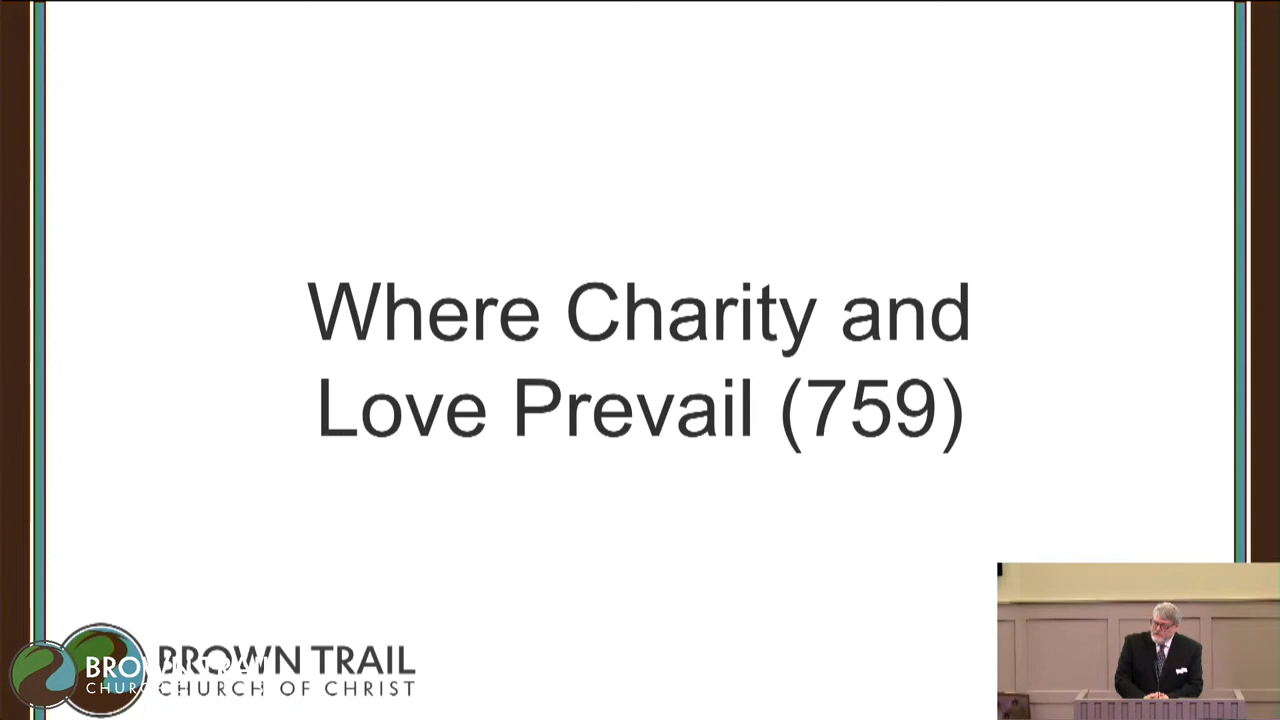 Where Charity and
Love Prevail (759)
BROWN TRAIL
CHURCH OF CHRIST